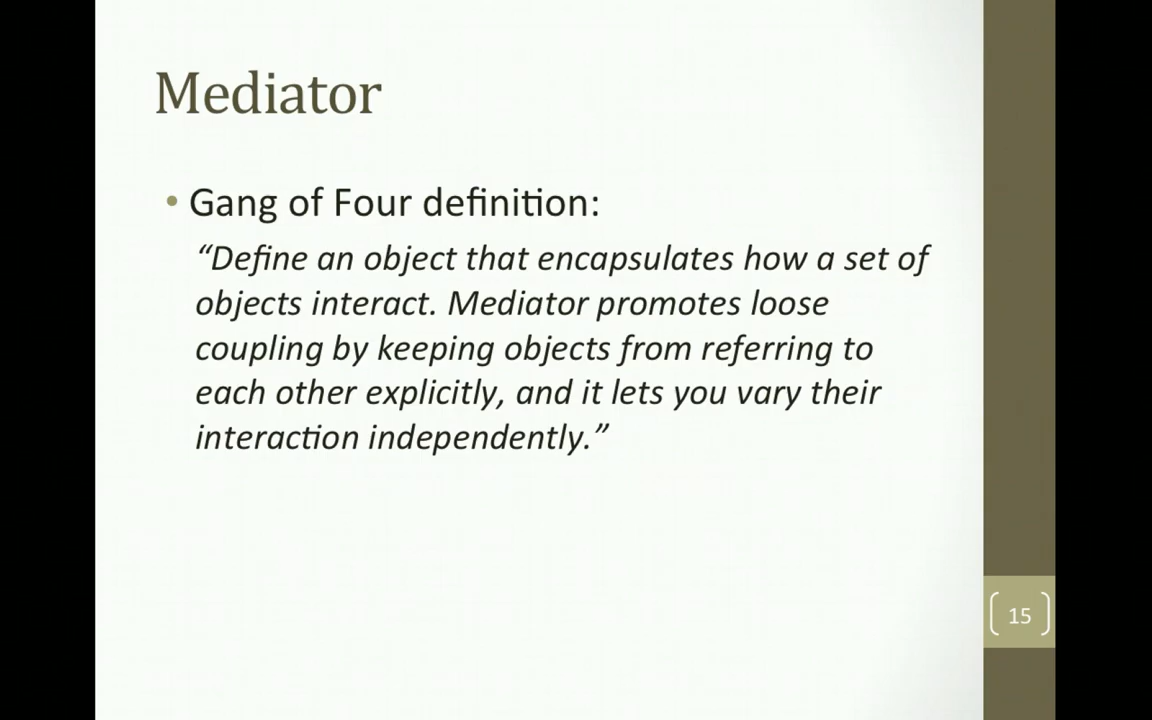 Mediator
• Gang of Four definition:
“Define an object that encapsulates how a set of
objects interact. Mediator promotes loose
coupling by keeping objects from referring to
each other explicitly, and it lets you vary their
interaction independently.”
15